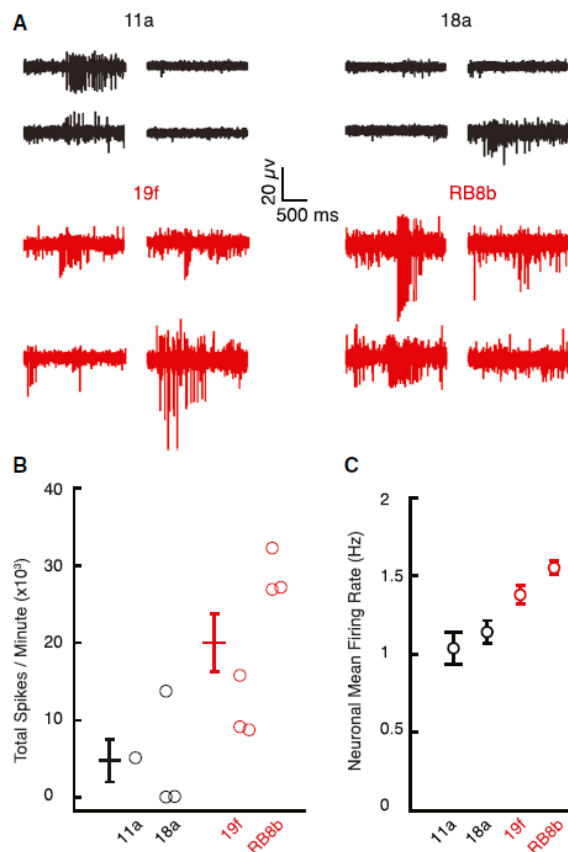 A
11a
18a
20 μv
500 ms
19f
RB8b
B
Total Spikes / Minute (x10³)
40
30
20
10
0
11a
18a
19f
RB8b
C
Neuronal Mean Firing Rate (Hz)
2
1.5
1
0.5
0
11a
18a
19f
RB8b